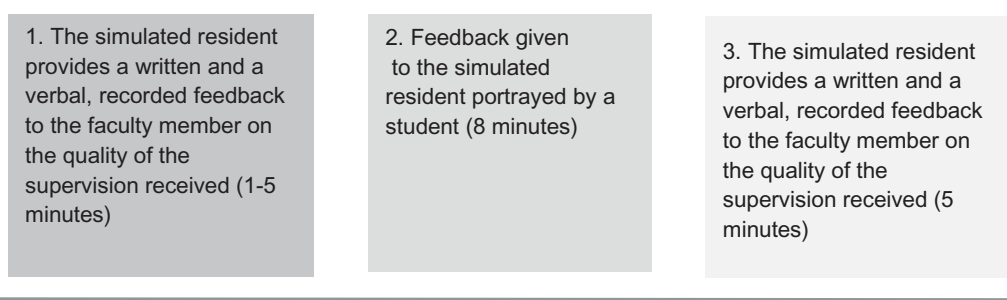 1. The simulated resident
provides a written and a
verbal, recorded feedback
to the faculty member on
the quality of the
supervision received (1-5
minutes)
2. Feedback given
to the simulated
resident portrayed by a
student (8 minutes)
3. The simulated resident
provides a written and a
verbal, recorded feedback
to the faculty member on
the quality of the
supervision received (5
minutes)